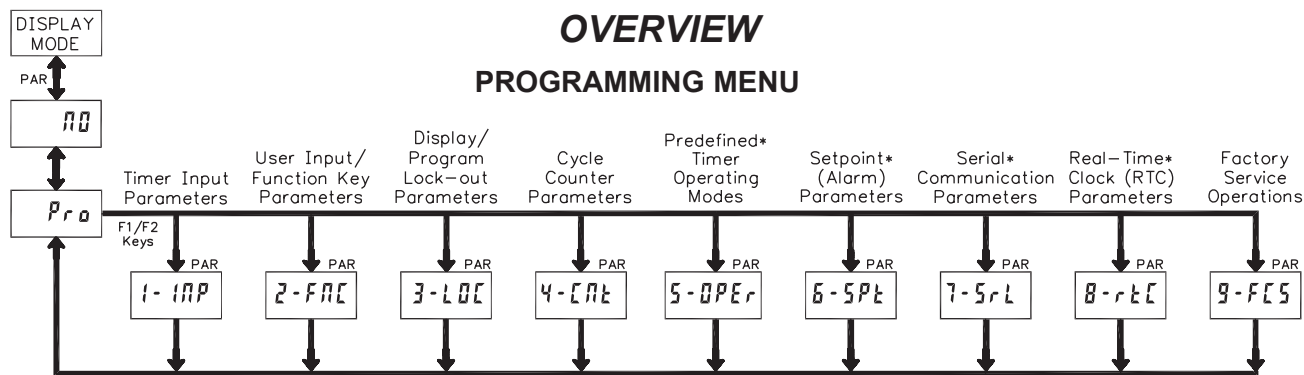 DISPLAY
MODE
OVERVIEW
PROGRAMMING MENU
PAR
NO
Pro
F1/F2
Keys
Timer Input
Parameters
User Input/
Function Key
Parameters
Display/
Program
Lock-out
Parameters
Cycle
Counter
Parameters
Predefined*
Timer
Operating
Modes
Setpoint*
(Alarm)
Parameters
Serial*
Communication
Parameters
Real-Time*
Clock (RTC)
Parameters
Factory
Service
Operations
PAR
PAR
PAR
PAR
PAR
PAR
PAR
PAR
PAR
1-INP
2-FNC
3-LOC
4-CNt
5-OPEr
6-SPt
7-SrL
8-rtC
9-FCS